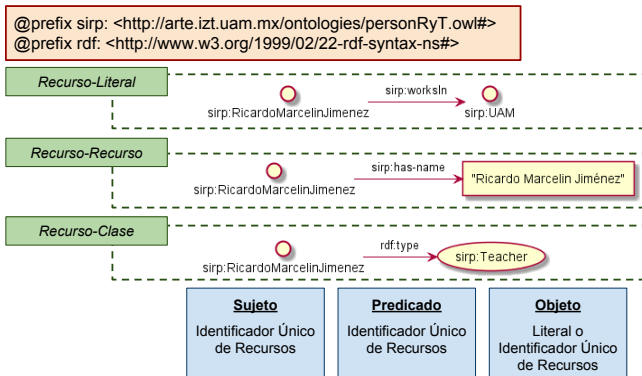 @prefix sirp: <http://arte.izt.uam.mx/ontologies/personRyT.owl#>
@prefix rdf: <http://www.w3.org/1999/02/22-rdf-syntax-ns#>
Recurso-Literal
sirp:worksIn
sirp:RicardoMarcelinJimenez
sirp:UAM
Recurso-Recurso
sirp:has-name
"Ricardo Marcelin Jiménez"
sirp:RicardoMarcelinJimenez
Recurso-Clase
rdf:type
sirp:Teacher
sirp:RicardoMarcelinJimenez
Sujeto
Identificador Único
de Recursos
Predicado
Identificador Único
de Recursos
Objeto
Literal o
Identificador Único
de Recursos